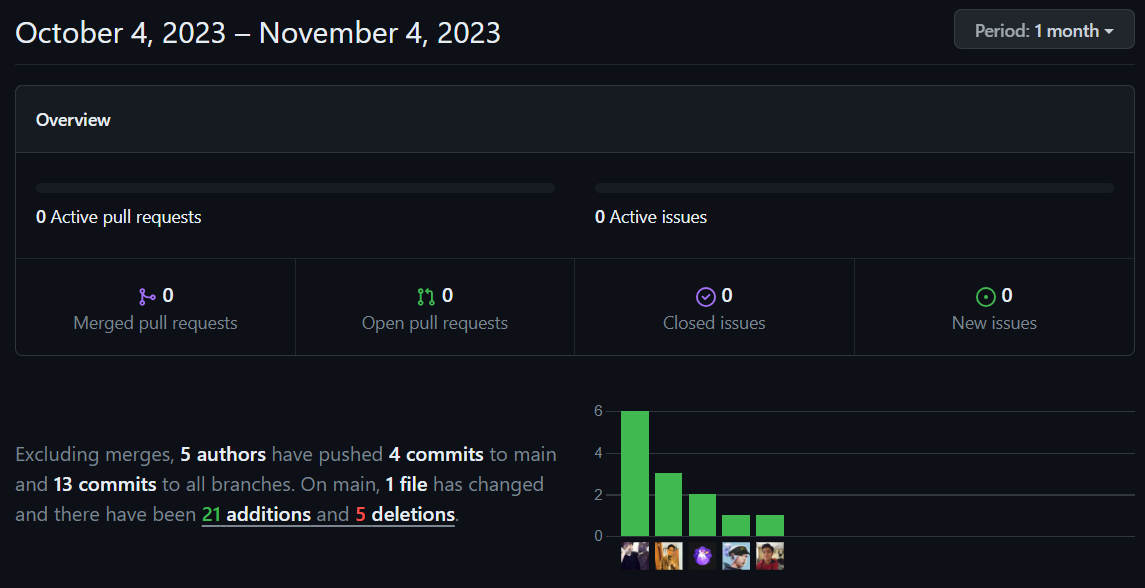 October 4, 2023 – November 4, 2023
Period: 1 month
Overview
0 Active pull requests
0 Active issues
0
Merged pull requests
0
Open pull requests
0
Closed issues
0
New issues
Excluding merges, 5 authors have pushed 4 commits to main
and 13 commits to all branches. On main, 1 file has changed
and there have been 21 additions and 5 deletions.
6
4
2
0